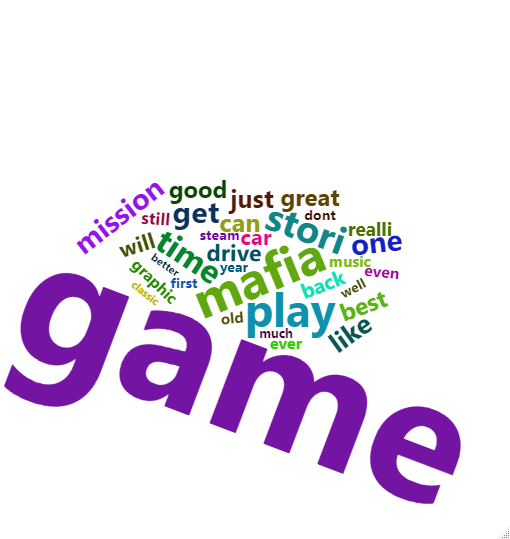 mission
good
just
great
still
get
can
stori
dont
realli
one
will
time
steam
car
drive
mafia
music
even
better
year
graphic
first
back
well
classic
old
play
best
much
ever
like
game